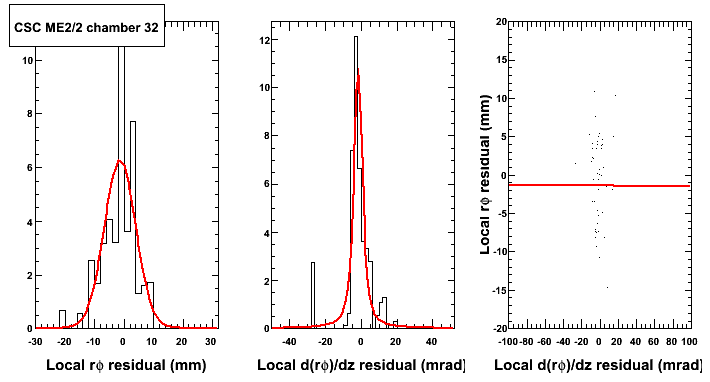 CSC ME2/2 chamber 32
10
8
6
4
2
0
-30 -20 -10 0 10 20 30
Local rϕ residual (mm)
12
10
8
6
4
2
0
-40 -20 0 20 40
Local d(rϕ)/dz residual (mrad)
Local rϕ residual (mm)
20
15
10
5
0
-5
-10
-15
-20
-100 -80 -60 -40 -20 0 20 40 60 80 100
Local d(rϕ)/dz residual (mrad)